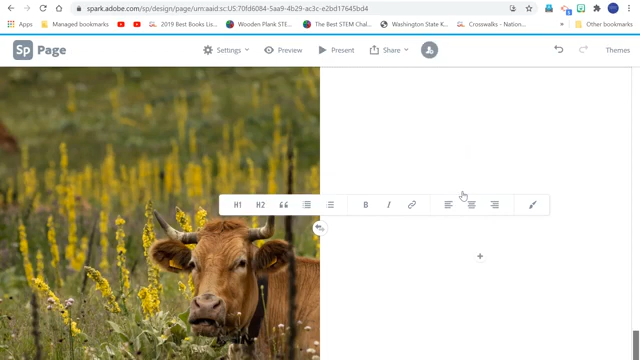 spark.adobe.com/sp/design/page/urn:aaid:sc:US:70fd6084-5aa9-4b29-ac3c-e2bd17645bd4
Apps
Managed bookmarks
2019 Best Books List...
Wooden Plank STE...
The Best STEM Chal...
Washington State K...
Crosswalks – Nation...
Other bookmarks
Sp Page
Settings
Preview
Present
Share
Themes
H1 H2 B I